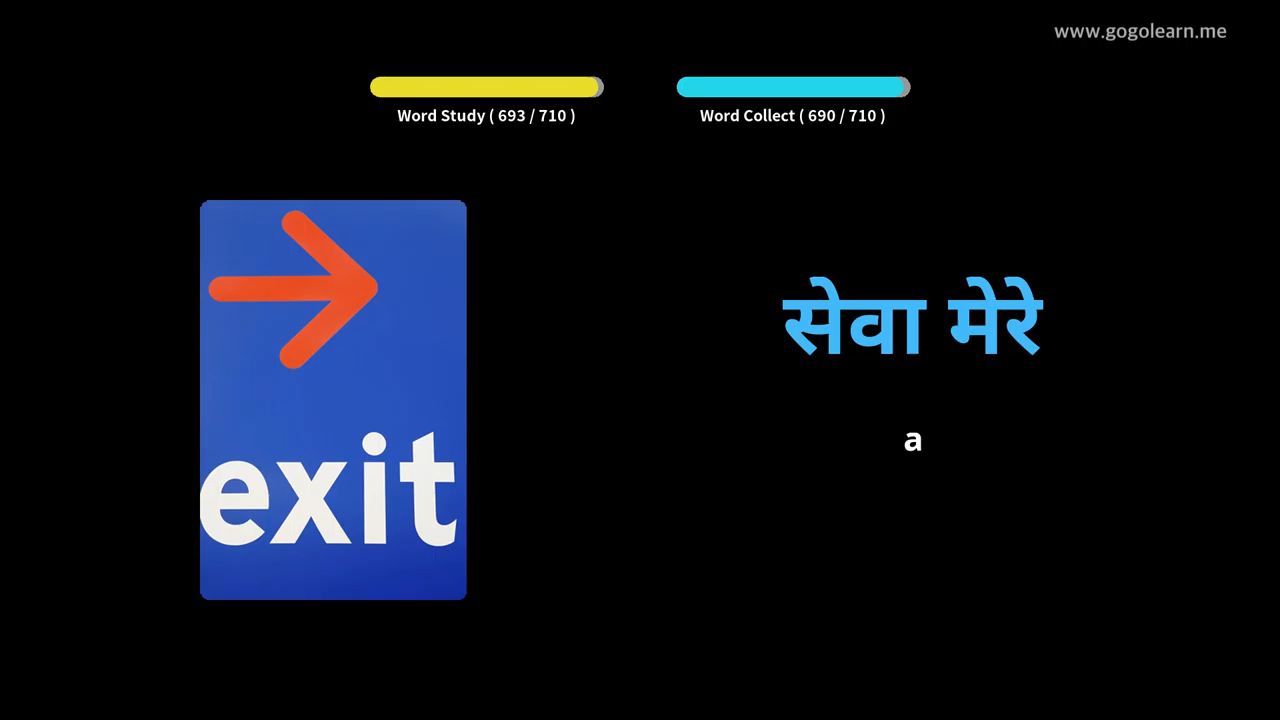 www.gogolearn.me
Word Study ( 693 / 710 )
Word Collect ( 690 / 710 )
exit
सेवा मेरे
a